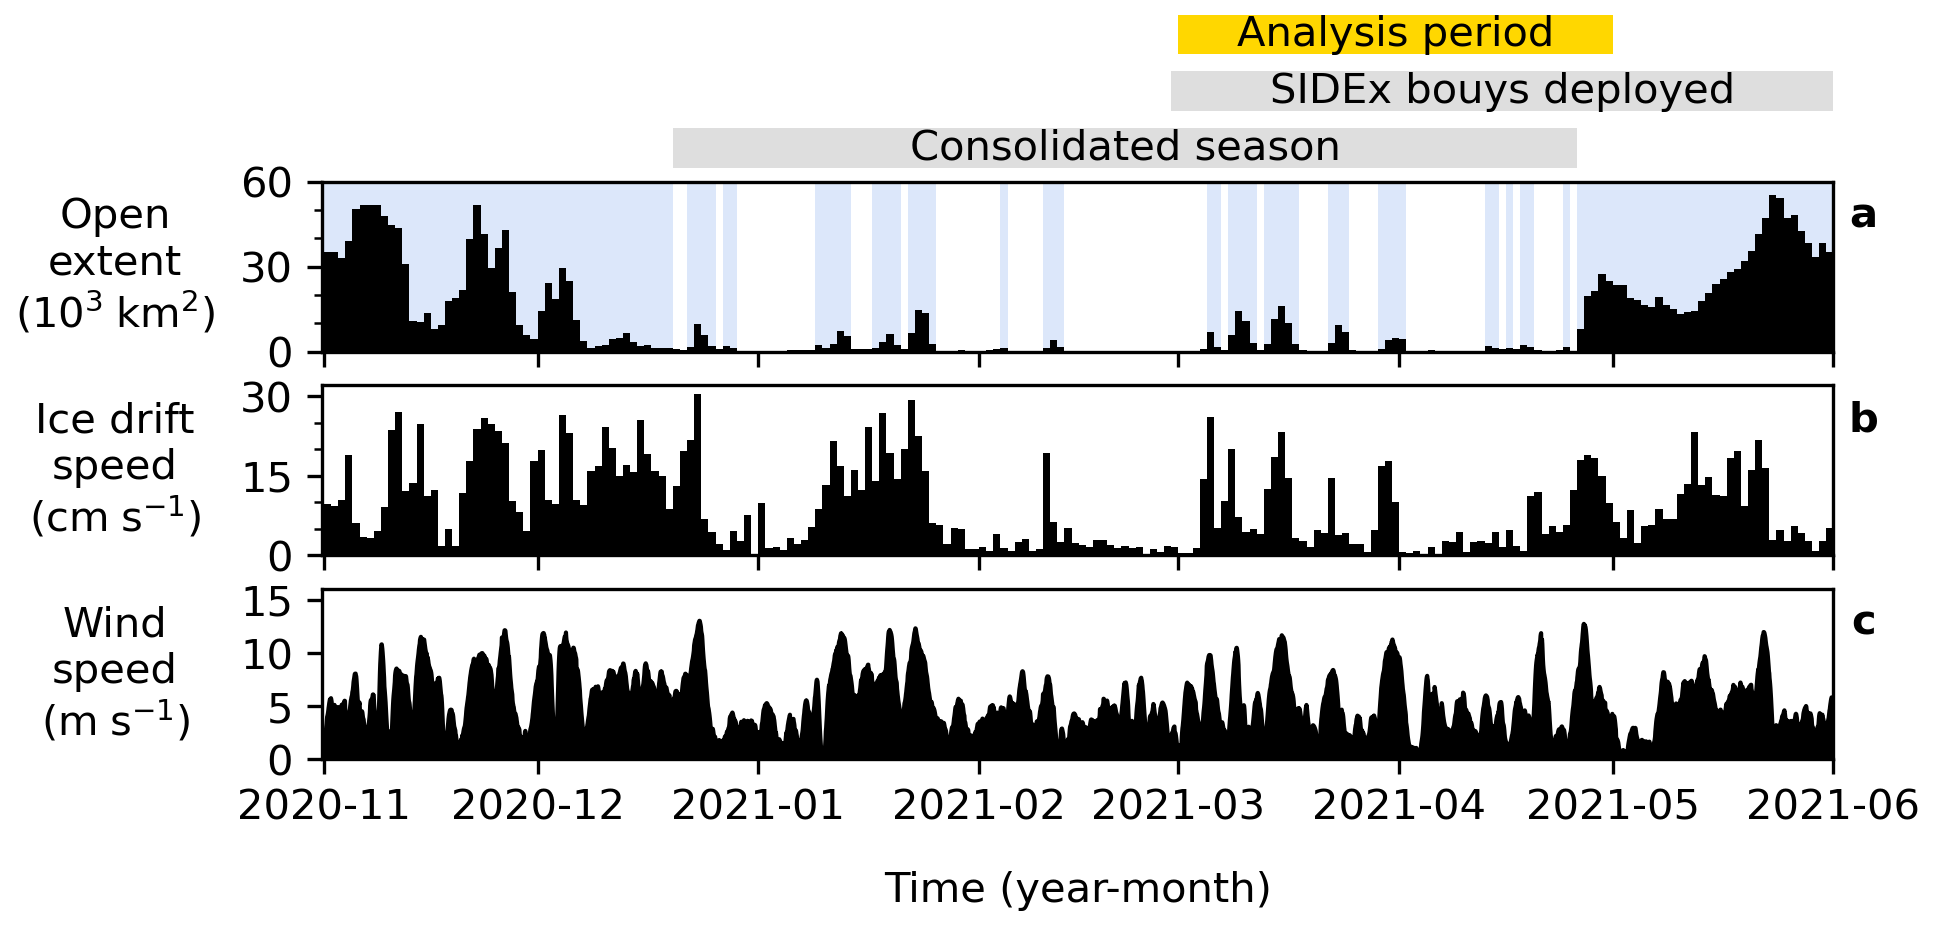 Analysis period
SIDEx bouys deployed
Consolidated season
60
30
0
Open
extent
(10³ km²)
a
30
15
0
Ice drift
speed
(cm s⁻¹)
b
15
10
5
0
Wind
speed
(m s⁻¹)
c
2020-11 2020-12 2021-01 2021-02 2021-03 2021-04 2021-05 2021-06
Time (year-month)